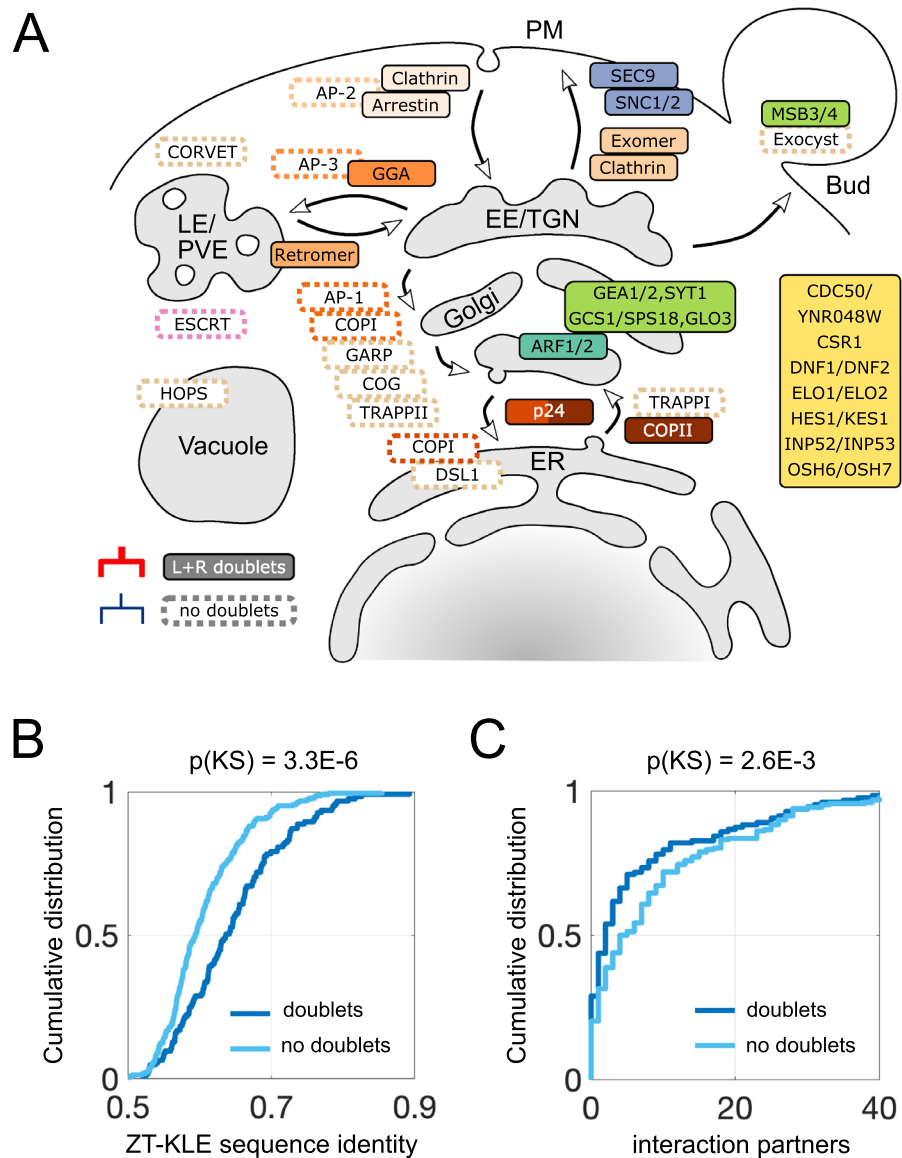 A
PM
Clathrin
AP-2
Arrestin
SEC9
SNC1/2
MSB3/4
Exocyst
CORVET
AP-3
GGA
Exomer
Clathrin
Bud
LE/
PVE
EE/TGN
Retromer
AP-1
COPI
GARP
COG
TRAPPII
Golgi
GEA1/2,SYT1
GCS1/SPS18,GLO3
ARF1/2
CDC50/
YNR048W
CSR1
DNF1/DNF2
ELO1/ELO2
HES1/KES1
INP52/INP53
OSH6/OSH7
ESCRT
HOPS
Vacuole
p24
TRAPPI
COPII
COPI
DSL1
ER
L+R doublets
no doublets
B
p(KS) = 3.3E-6
Cumulative distribution
1
0.5
0
doublets
no doublets
0.5 0.7 0.9
ZT-KLE sequence identity
C
p(KS) = 2.6E-3
Cumulative distribution
1
0.5
0
doublets
no doublets
0 20 40
interaction partners